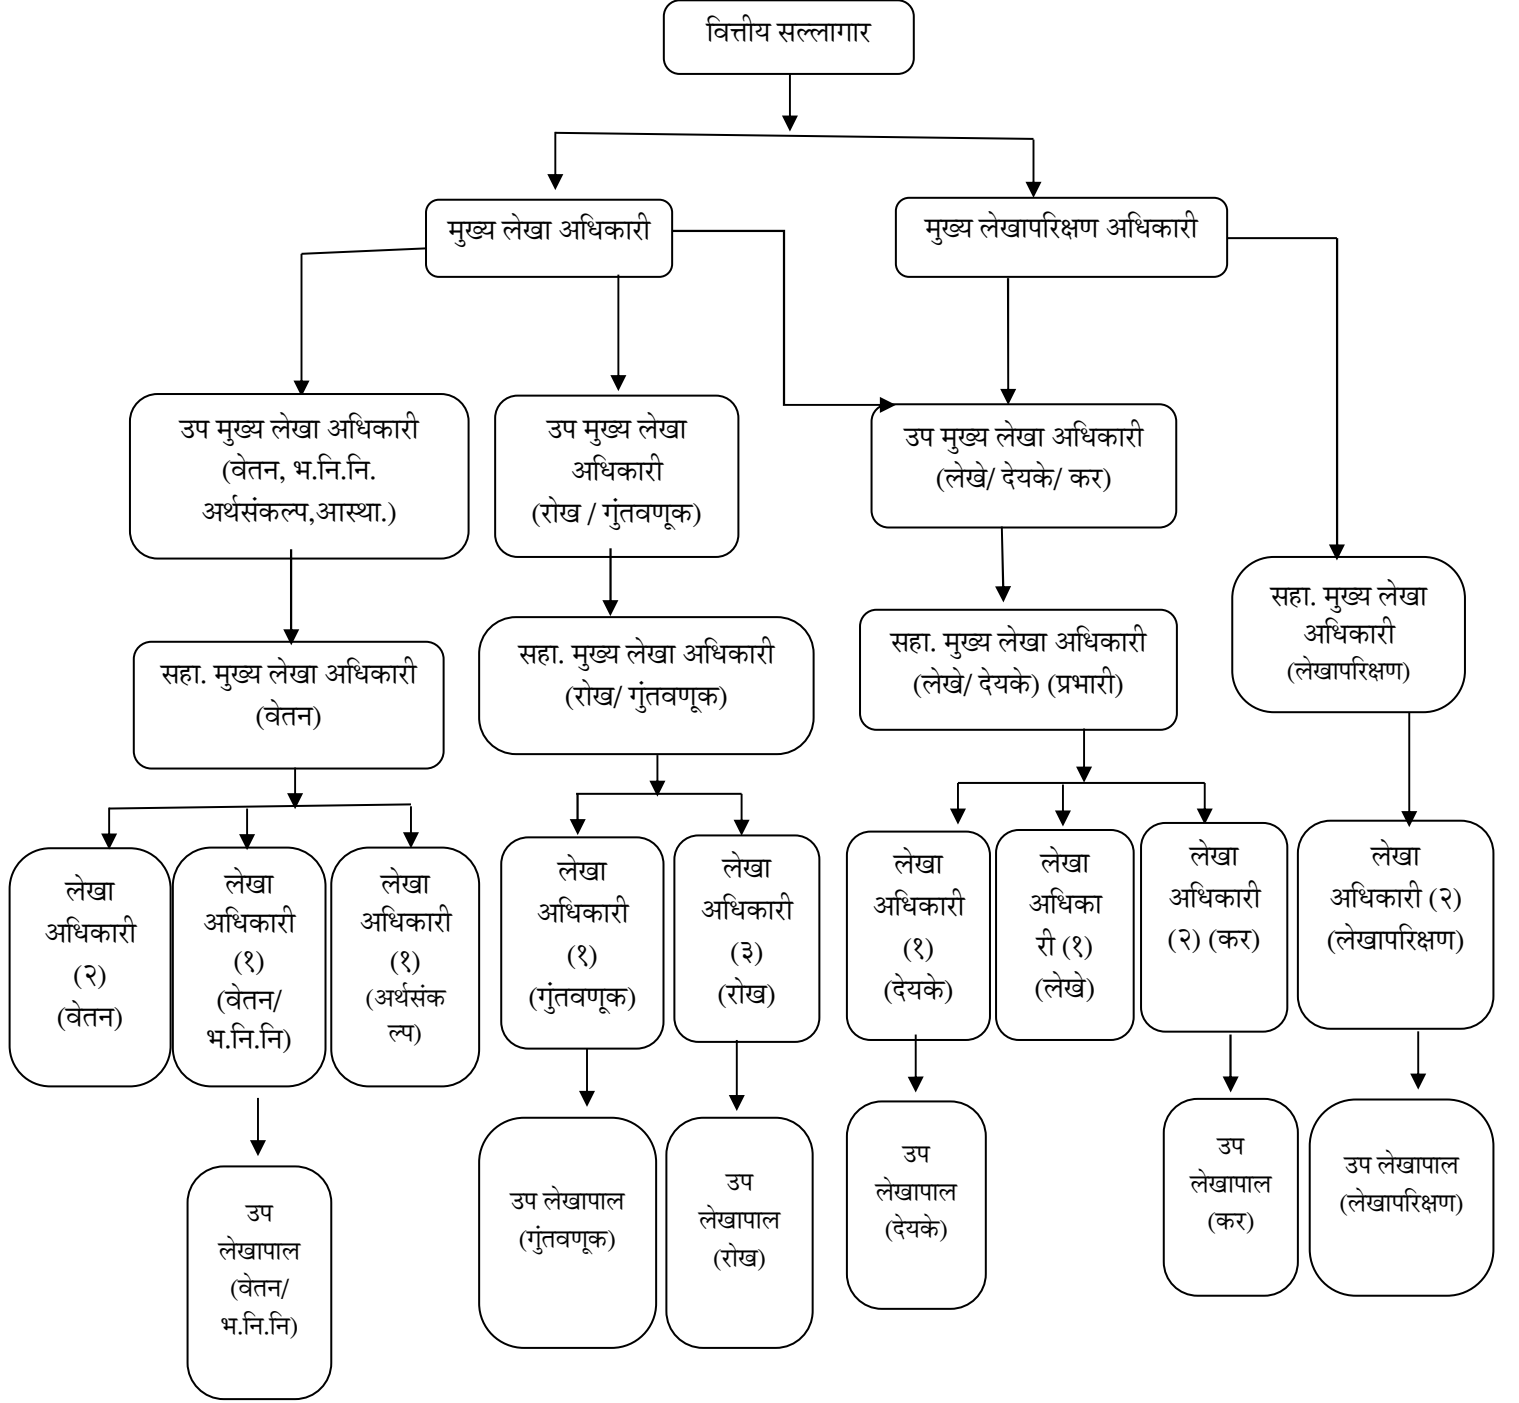 वित्तीय सल्लागार
मुख्य लेखा अधिकारी
मुख्य लेखापरिक्षण अधिकारी
उप मुख्य लेखा अधिकारी
(वेतन, भ.नि.नि.
अर्थसंकल्प,आस्था.)
उप मुख्य लेखा
अधिकारी
(रोख / गुंतवणूक)
उप मुख्य लेखा अधिकारी
(लेखे/ देयके/ कर)
सहा. मुख्य लेखा
अधिकारी
(लेखापरिक्षण)
सहा. मुख्य लेखा अधिकारी
(वेतन)
सहा. मुख्य लेखा अधिकारी
(रोख/ गुंतवणूक)
सहा. मुख्य लेखा अधिकारी
(लेखे/ देयके) (प्रभारी)
लेखा
अधिकारी
(२)
(वेतन)
लेखा
अधिकारी
(१)
(वेतन/
भ.नि.नि)
लेखा
अधिकारी
(१)
(अर्थसंक
ल्प)
लेखा
अधिकारी
(१)
(गुंतवणूक)
लेखा
अधिकारी
(३)
(रोख)
लेखा
अधिकारी
(१)
(देयके)
लेखा
अधिका
री (१)
(लेखे)
लेखा
अधिकारी
(२) (कर)
लेखा
अधिकारी (२)
(लेखापरिक्षण)
उप
लेखापाल
(वेतन/
भ.नि.नि)
उप लेखापाल
(गुंतवणूक)
उप
लेखापाल
(रोख)
उप
लेखापाल
(देयके)
उप
लेखापाल
(कर)
उप लेखापाल
(लेखापरिक्षण)